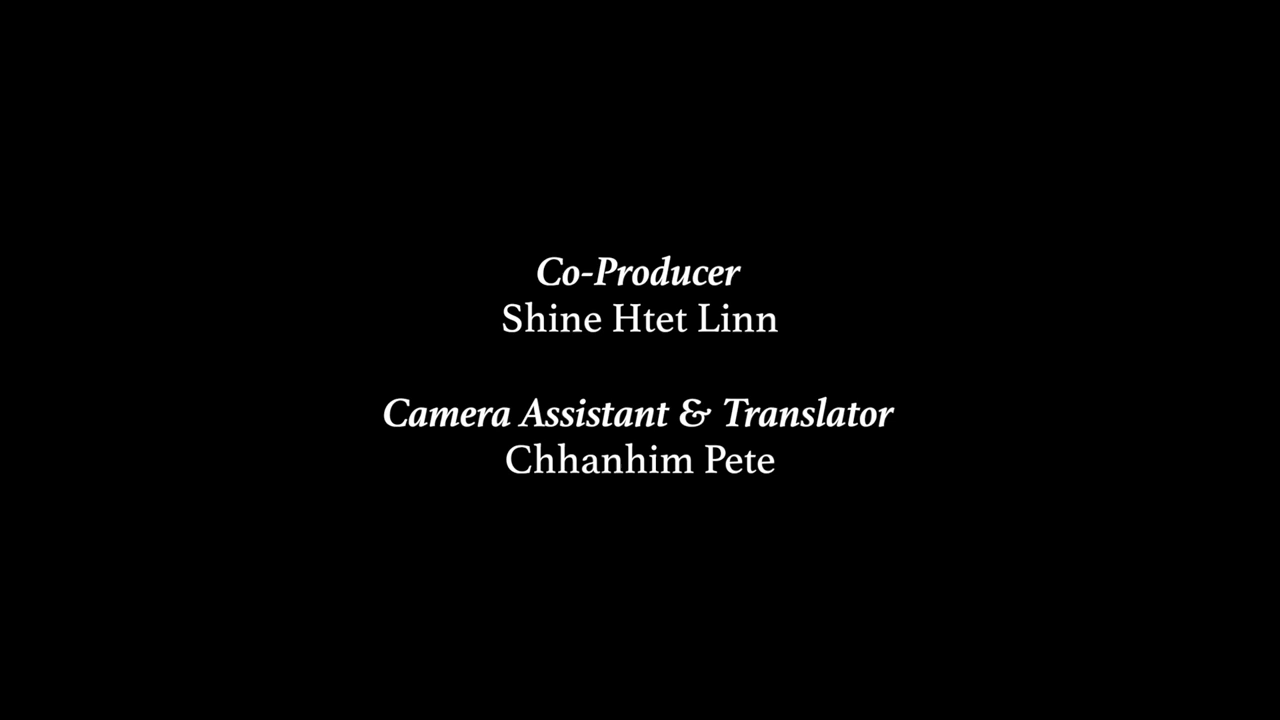 Co-Producer
Shine Htet Linn
Camera Assistant & Translator
Chhanhim Pete